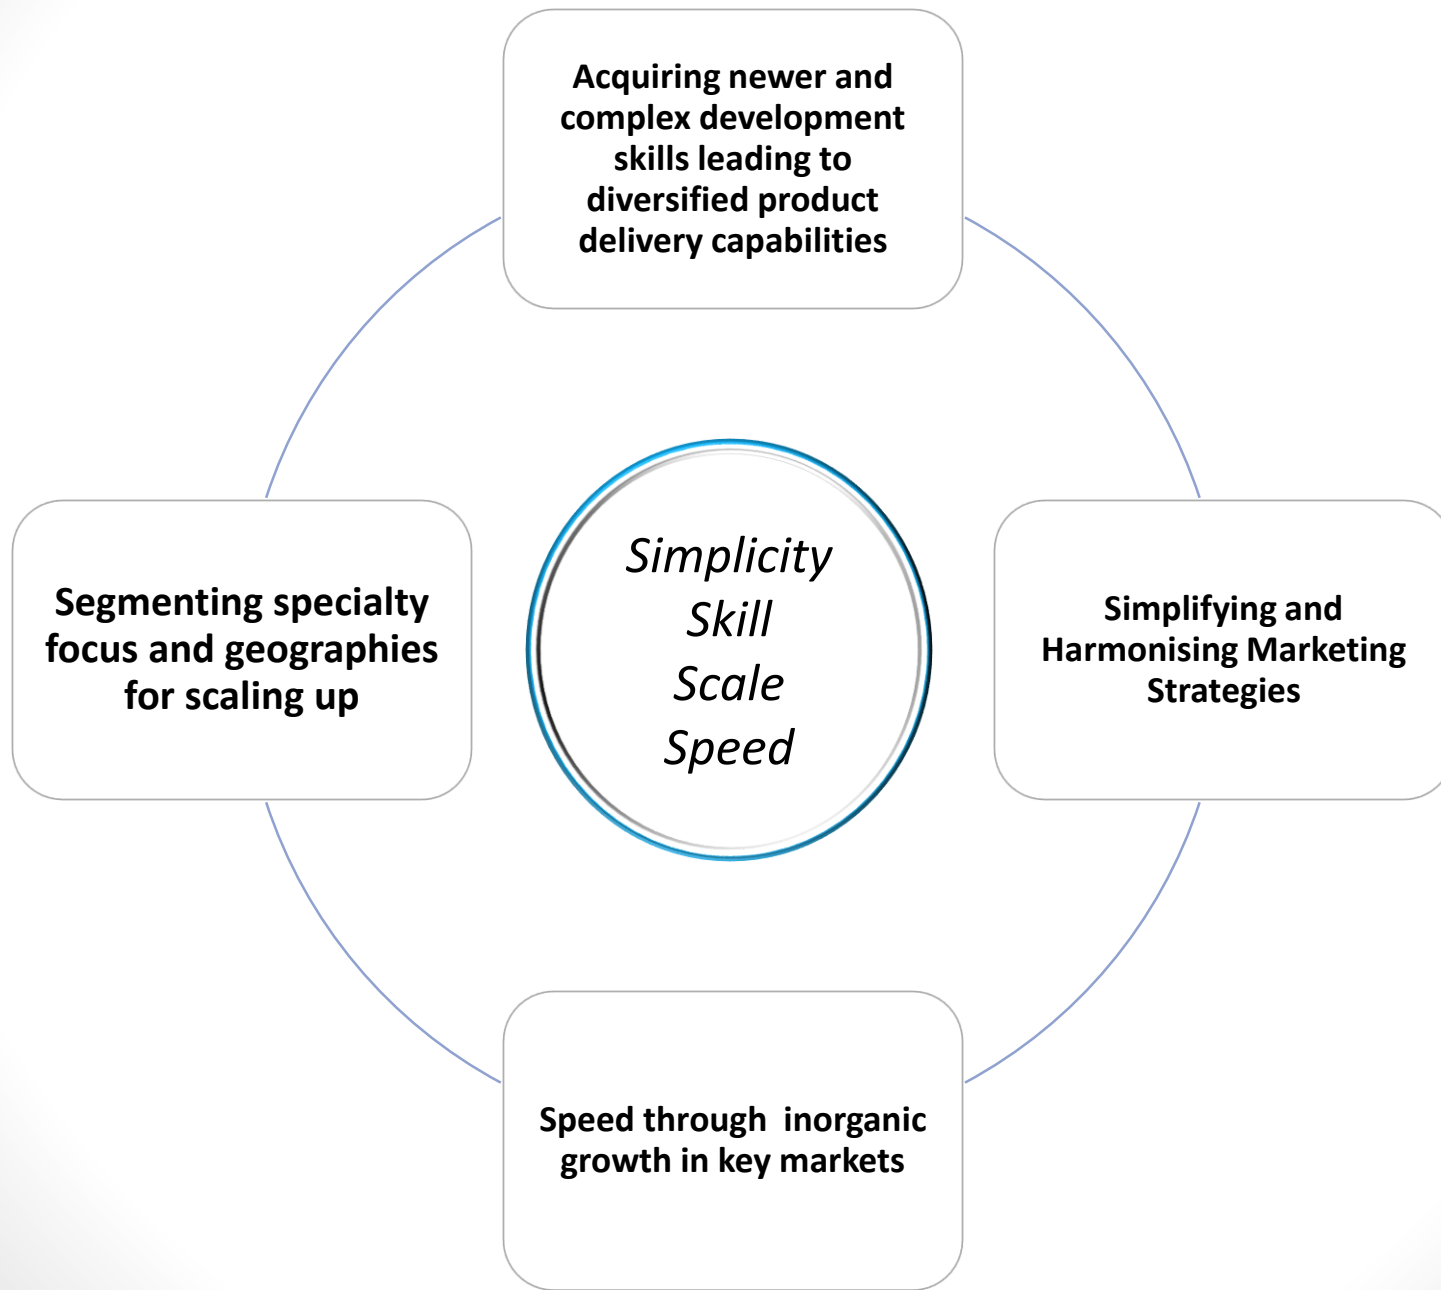 Acquiring newer and
complex development
skills leading to
diversified product
delivery capabilities
Segmenting specialty
focus and geographies
for scaling up
Simplicity
Skill
Scale
Speed
Simplifying and
Harmonising Marketing
Strategies
Speed through  inorganic
growth in key markets